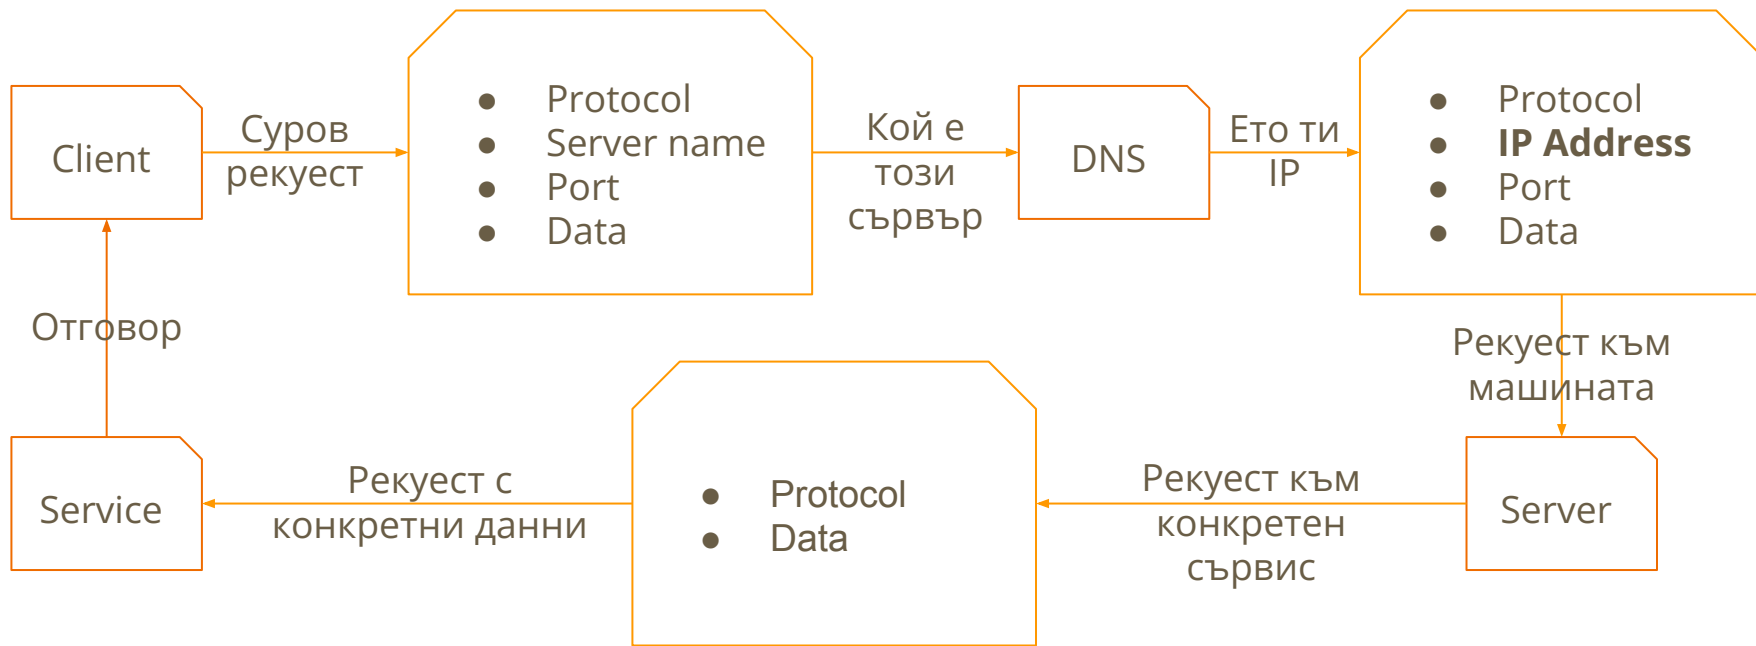 Client
Суров
рекуест
● Protocol
● Server name
● Port
● Data
Кой е
този
сървър
DNS
Ето ти
IP
● Protocol
● IP Address
● Port
● Data
Рекуест към
машината
Server
Рекуест към
конкретен
сървис
● Protocol
● Data
Рекуест с
конкретни данни
Service
Отговор